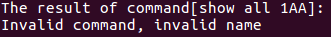 The result of command[show all 1AA]:
Invalid command, invalid name